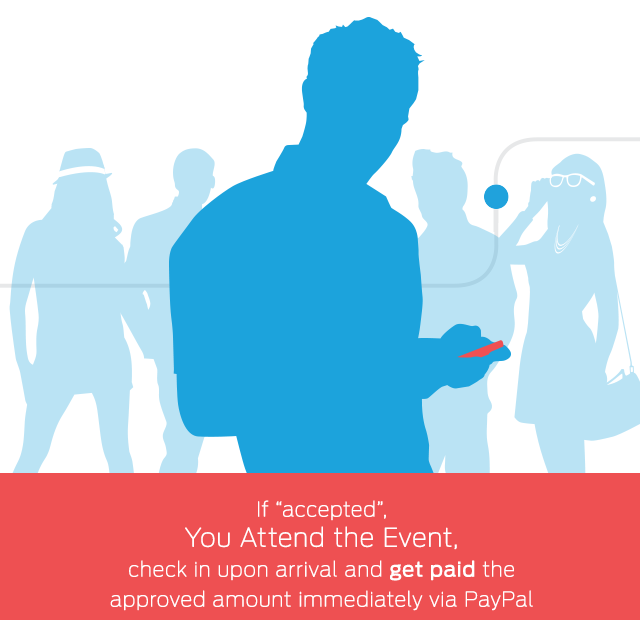 If “accepted”,
You Attend the Event,
check in upon arrival and get paid the
approved amount immediately via PayPal